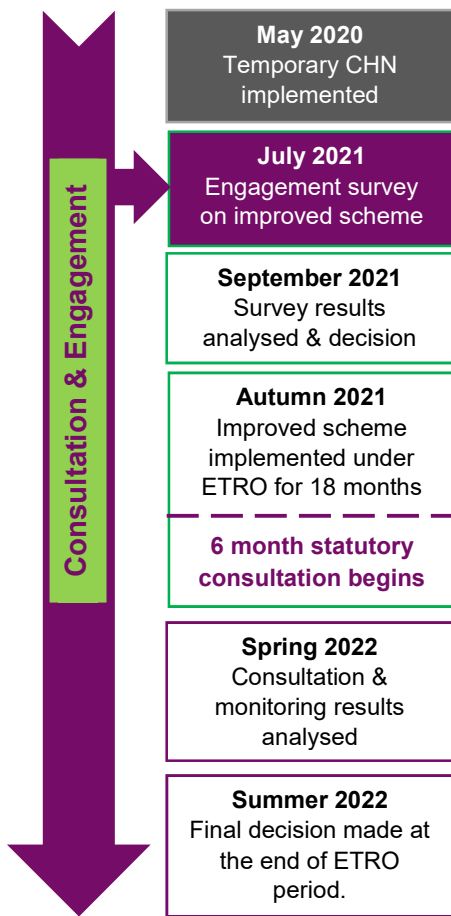 May 2020
Temporary CHN
implemented
July 2021
Engagement survey
on improved scheme
Consultation & Engagement
September 2021
Survey results
analysed & decision
Autumn 2021
Improved scheme
implemented under
ETRO for 18 months
6 month statutory
consultation begins
Spring 2022
Consultation &
monitoring results
analysed
Summer 2022
Final decision made at
the end of ETRO
period.